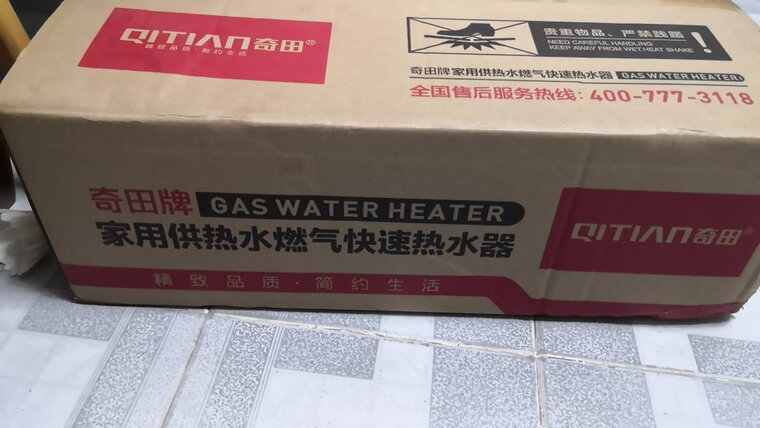 QITIAN奇田®
精致品质·简约生活
贵重物品、严禁践踏
NEED CAREFUL HANDLING
KEEP AWAY FROM WET HEAT SHAKE
!
奇田牌 家用供热水燃气快速热水器 GAS WATER HEATER
全国售后服务热线: 400-777-3118
奇田牌 GAS WATER HEATER
家用供热水燃气快速热水器
精致品质·简约生活
QITIAN奇田®